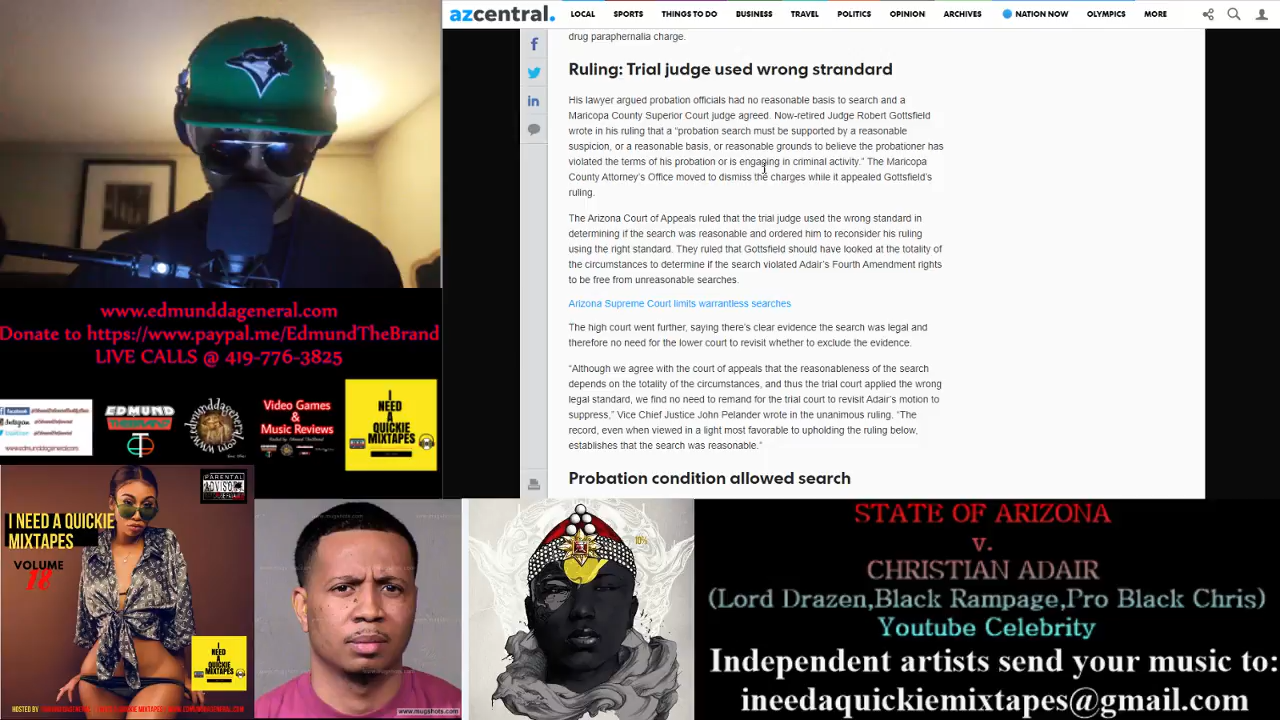 azcentral.
LOCAL SPORTS THINGS TO DO BUSINESS TRAVEL POLITICS OPINION ARCHIVES NATION NOW OLYMPICS MORE
drug paraphernalia charge.
Ruling: Trial judge used wrong strandard
His lawyer argued probation officials had no reasonable basis to search and a
Maricopa County Superior Court judge agreed. Now-retired Judge Robert Gottsfield
wrote in his ruling that a “probation search must be supported by a reasonable
suspicion, or a reasonable basis, or reasonable grounds to believe the probationer has
violated the terms of his probation or is engaging in criminal activity.” The Maricopa
County Attorney’s Office moved to dismiss the charges while it appealed Gottsfield’s
ruling.
The Arizona Court of Appeals ruled that the trial judge used the wrong standard in
determining if the search was reasonable and ordered him to reconsider his ruling
using the right standard. They ruled that Gottsfield should have looked at the totality of
the circumstances to determine if the search violated Adair’s Fourth Amendment rights
to be free from unreasonable searches.
Arizona Supreme Court limits warrantless searches
The high court went further, saying there’s clear evidence the search was legal and
therefore no need for the lower court to revisit whether to exclude the evidence.
“Although we agree with the court of appeals that the reasonableness of the search
depends on the totality of the circumstances, and thus the trial court applied the wrong
legal standard, we find no need to remand for the trial court to revisit Adair’s motion to
suppress,” Vice Chief Justice John Pelander wrote in the unanimous ruling. “The
record, even when viewed in a light most favorable to upholding the ruling below,
establishes that the search was reasonable.”
Probation condition allowed search
www.edmunddageneral.com
Donate to https://www.paypal.me/EdmundTheBrand
LIVE CALLS @ 419-776-3825
EDMUND
THEBRAND
Video Games
&
Music Reviews
I
NEED
A
QUICKIE
MIXTAPES
PARENTAL
ADVISORY
I NEED A QUICKIE
MIXTAPES
VOLUME
18
I
NEED
A
QUICKIE
MIXTAPES
www.mugshots.com
STATE OF ARIZONA
v.
CHRISTIAN ADAIR
(Lord Drazen,Black Rampage,Pro Black Chris)
Youtube Celebrity
Independent artists send your music to:
ineedaquickiemixtapes@gmail.com